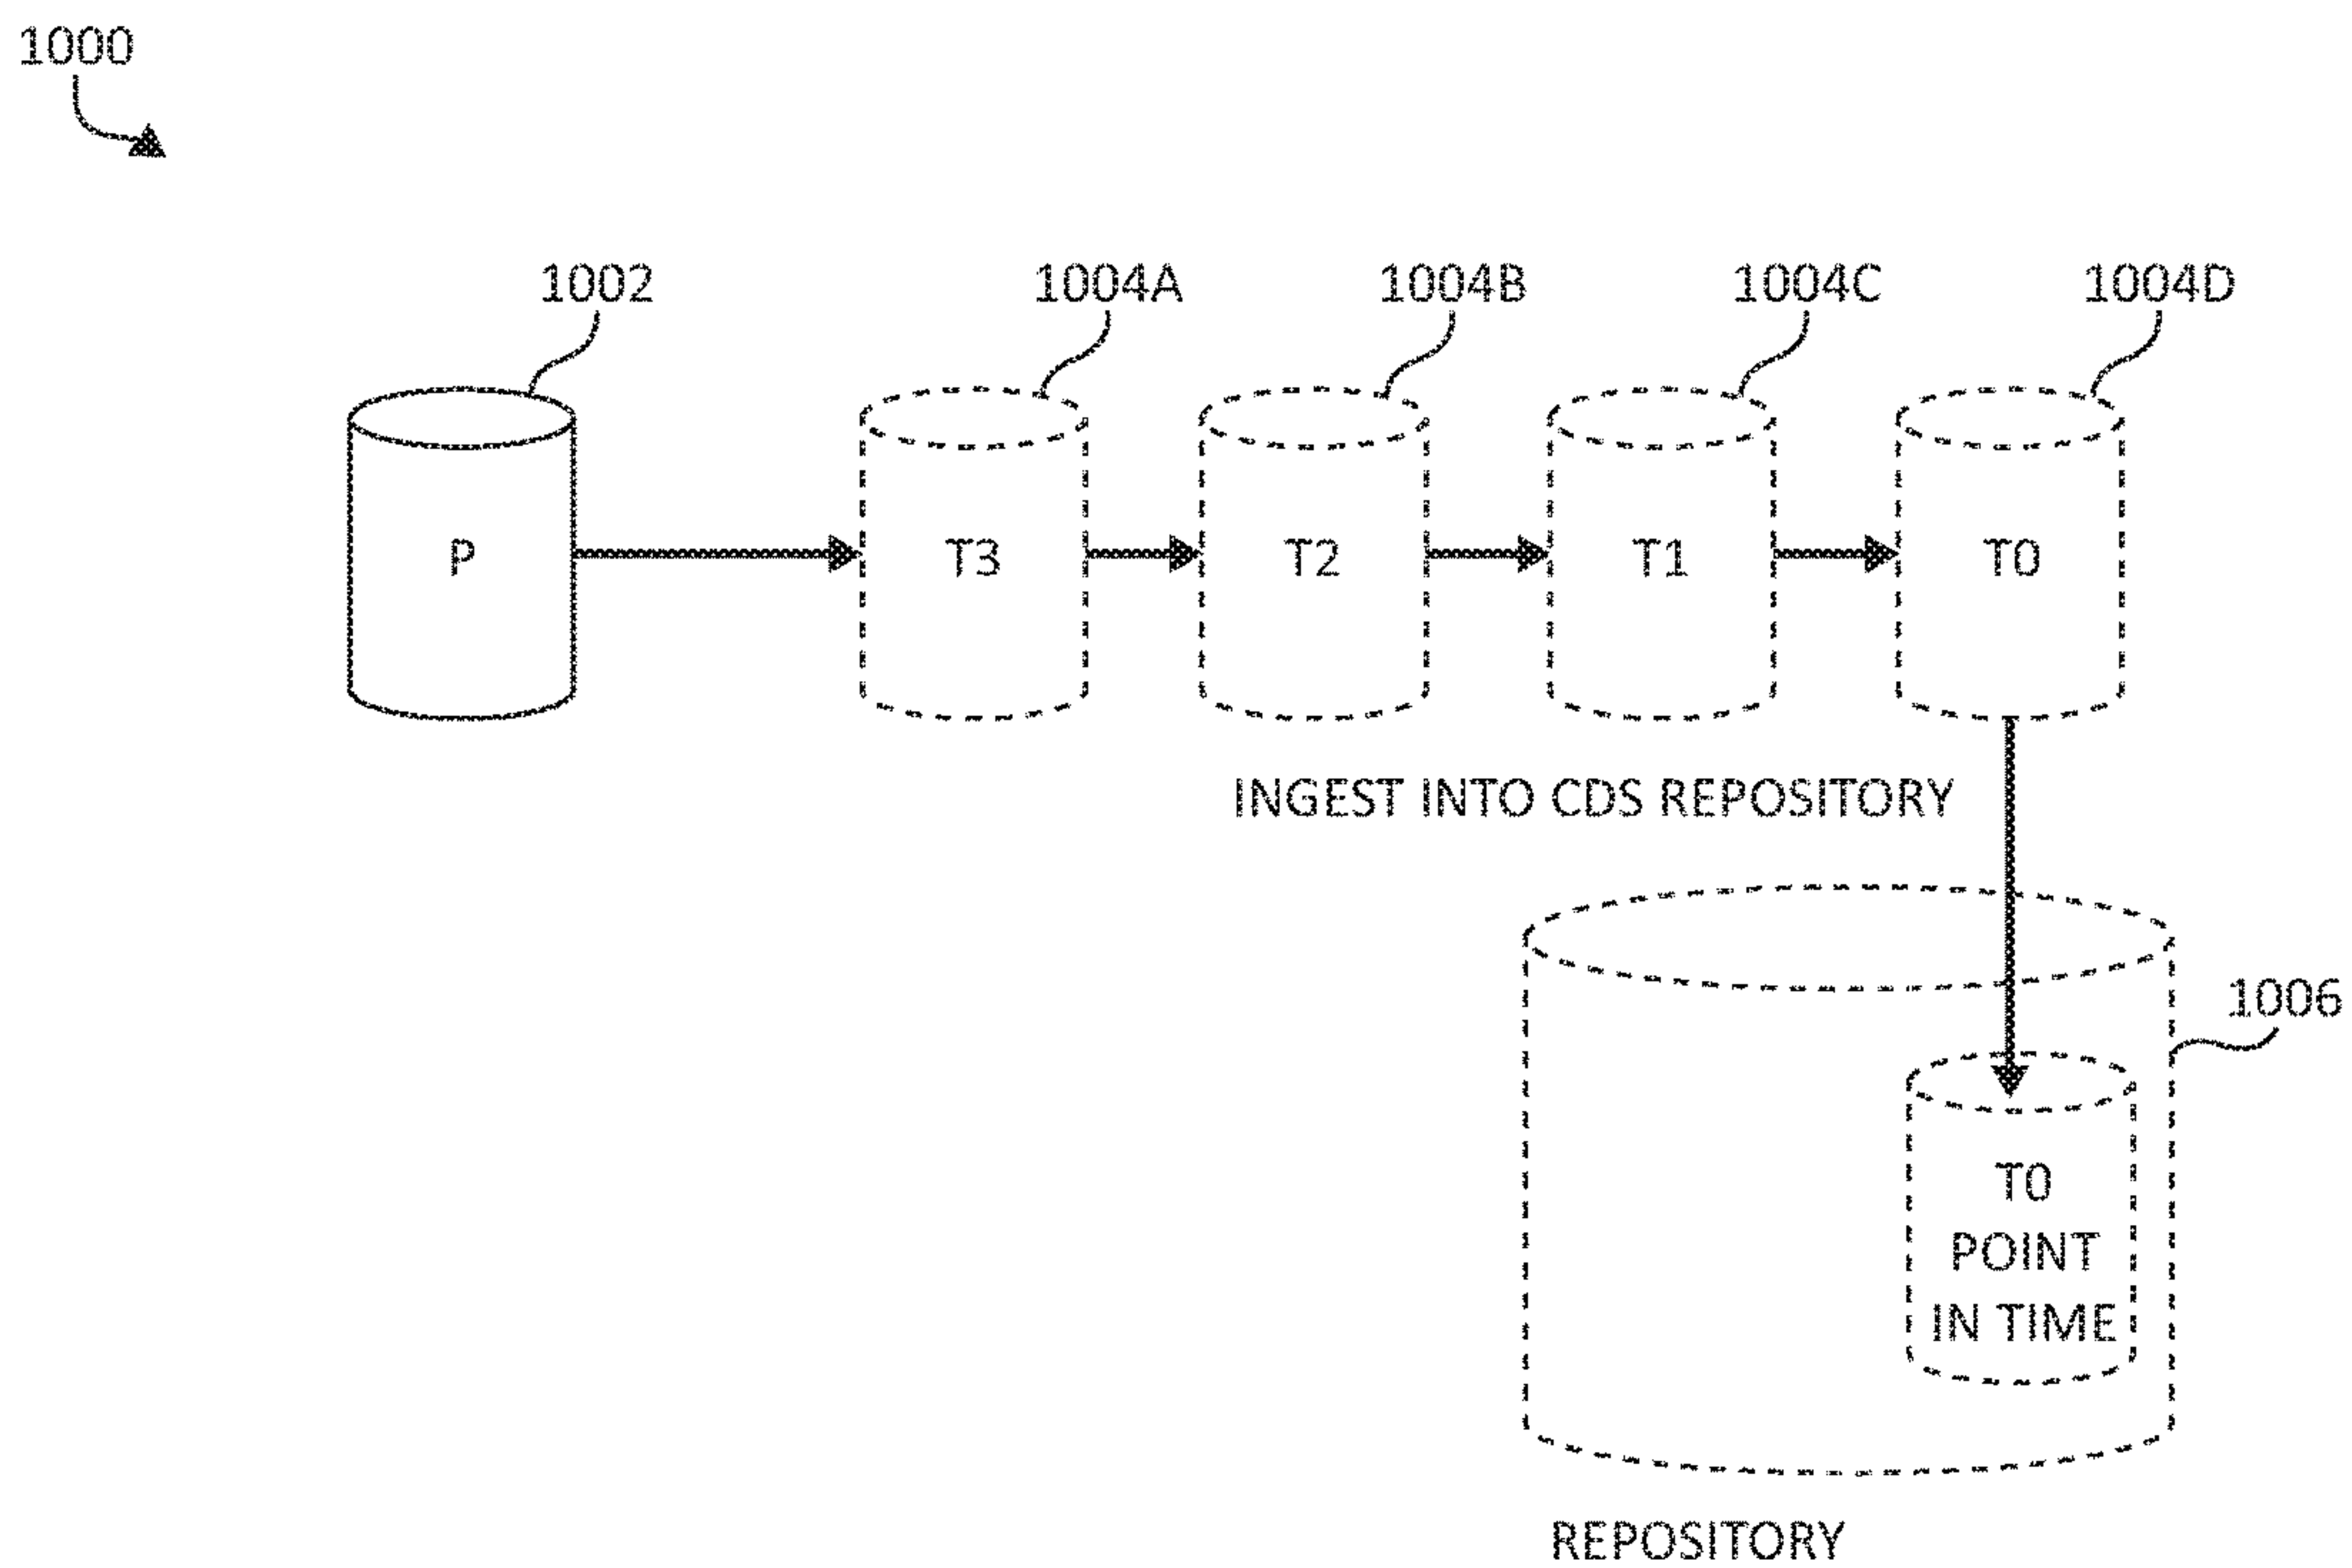 1000
1002
1004A
1004B
1004C
1004D
P
T3
T2
T1
T0
INGEST INTO CDS REPOSITORY
1006
T0
POINT
IN TIME
REPOSITORY